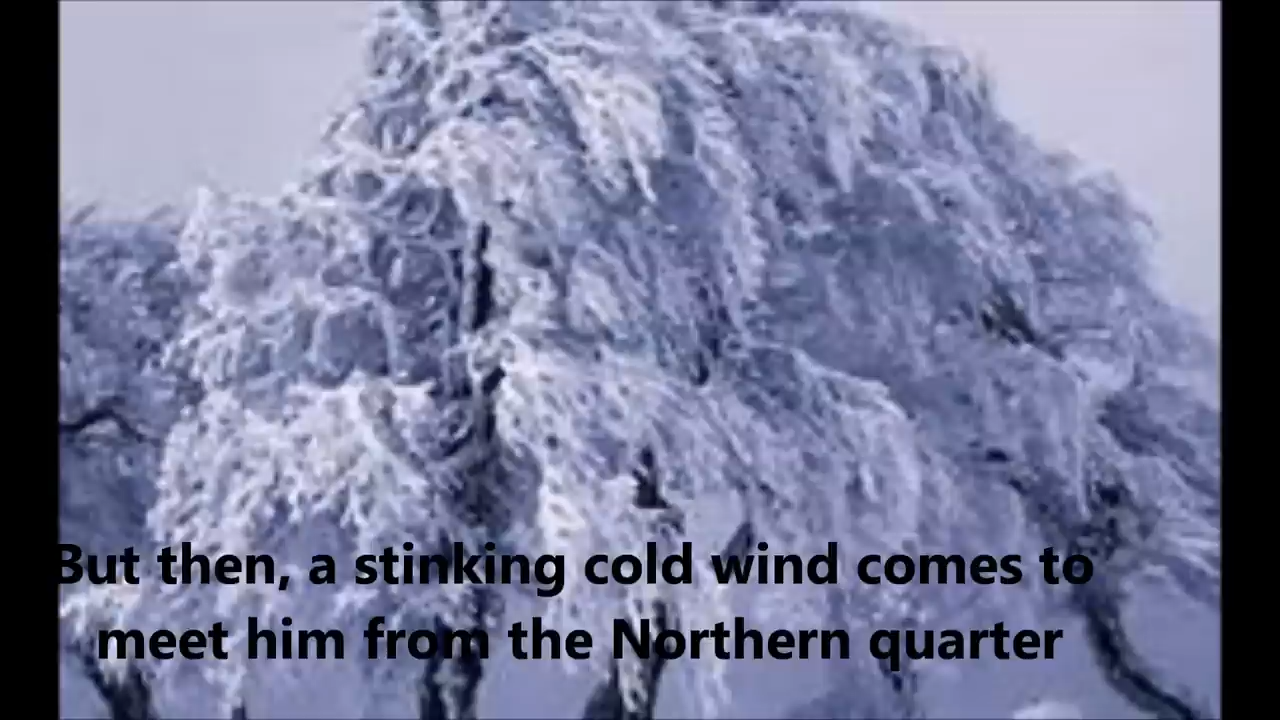 But then, a stinking cold wind comes to
meet him from the Northern quarter